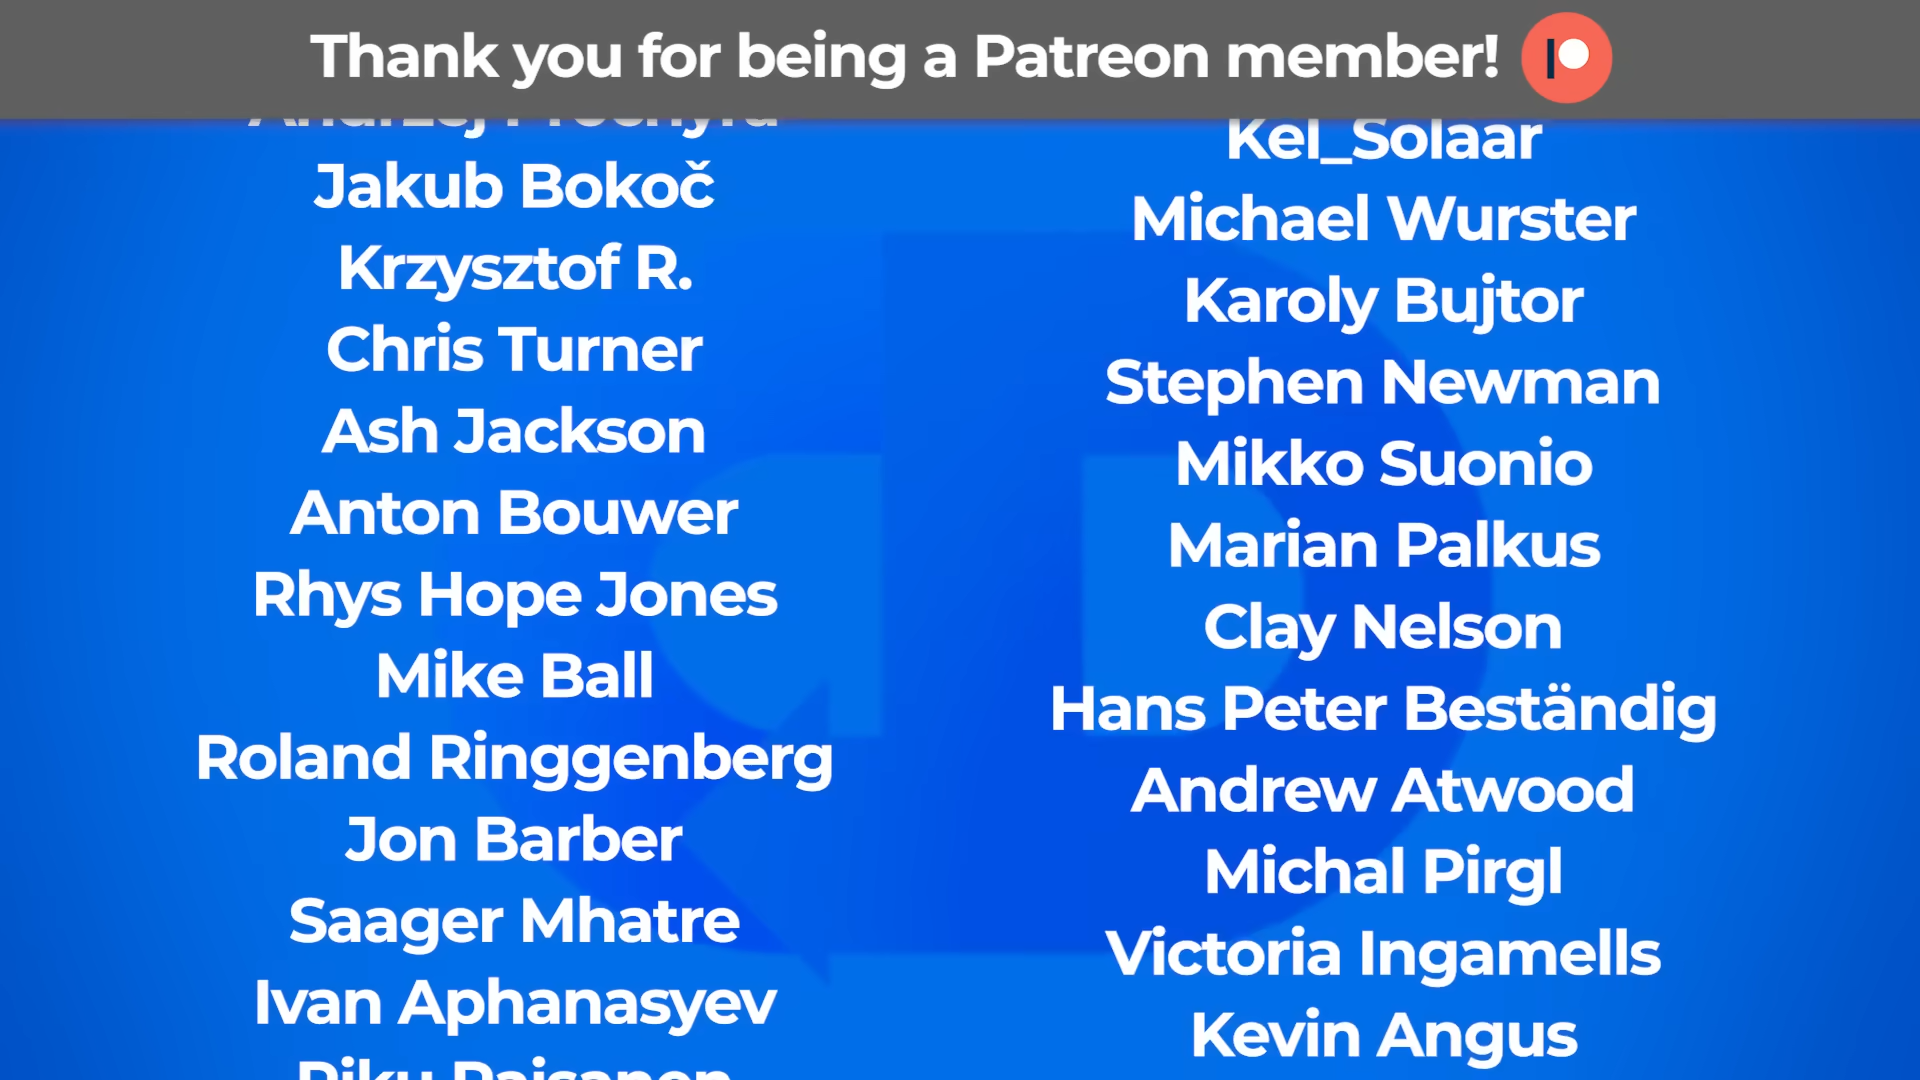 Thank you for being a Patreon member!
Jakub Bokoč
Krzysztof R.
Chris Turner
Ash Jackson
Anton Bouwer
Rhys Hope Jones
Mike Ball
Roland Ringgenberg
Jon Barber
Saager Mhatre
Ivan Aphanasyev
Kel_Solaar
Michael Wurster
Karoly Bujtor
Stephen Newman
Mikko Suonio
Marian Palkus
Clay Nelson
Hans Peter Beständig
Andrew Atwood
Michal Pirgl
Victoria Ingamells
Kevin Angus